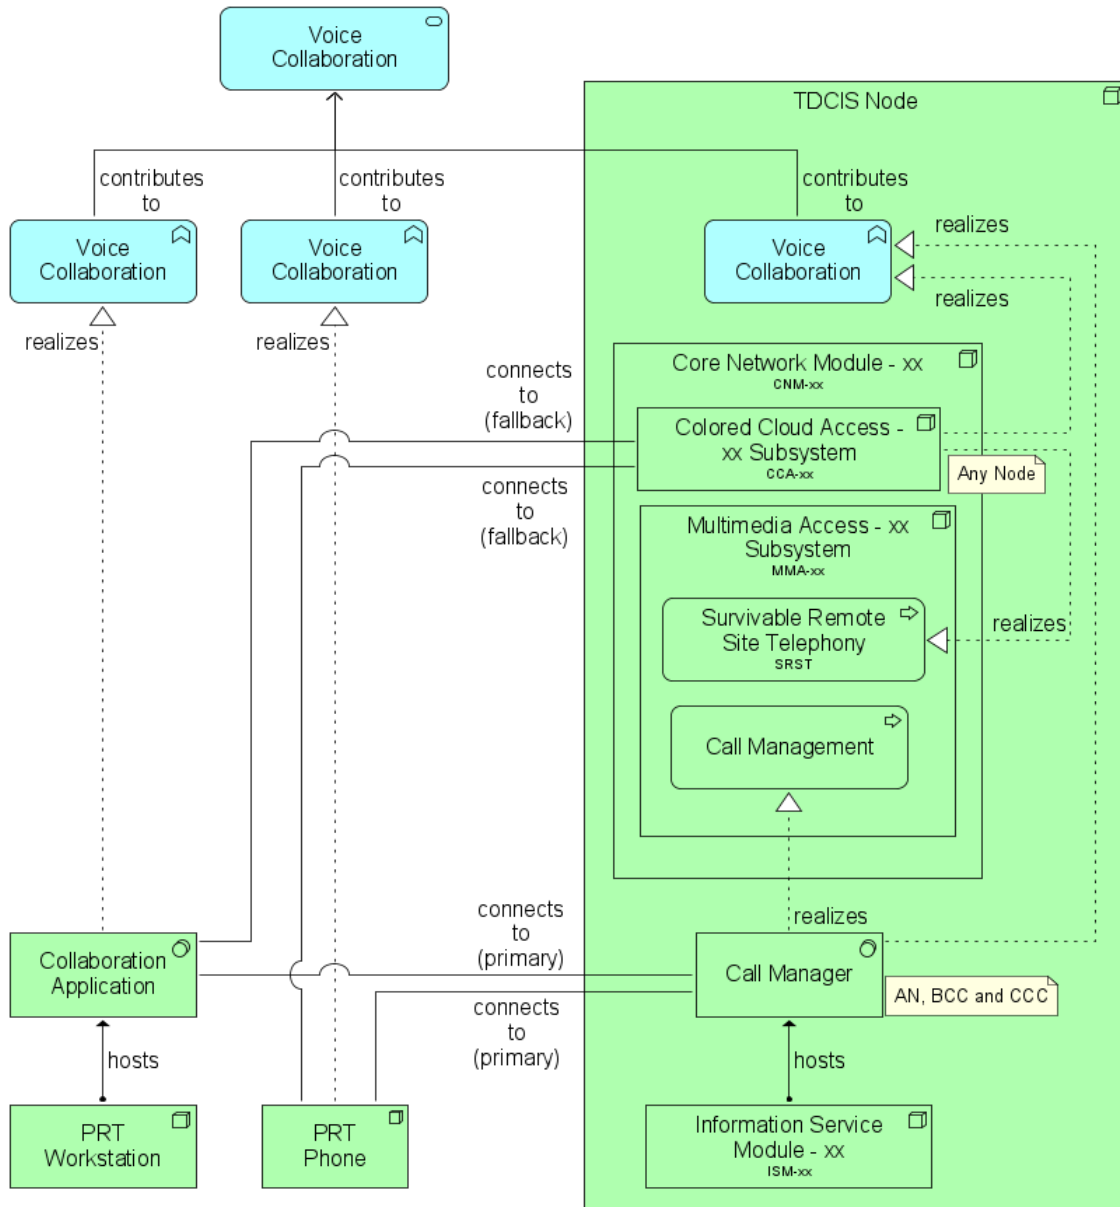 Voice
Collaboration
TDCIS Node
contributes
to
contributes
to
contributes
to
Voice
Collaboration
Voice
Collaboration
Voice
Collaboration
realizes
realizes
realizes
realizes
Core Network Module - xx
CNM-xx
connects
to
(fallback)
Colored Cloud Access -
xx Subsystem
CCA-xx
Any Node
connects
to
(fallback)
Multimedia Access - xx
Subsystem
MMA-xx
Survivable Remote
Site Telephony
SRST
realizes
Call Management
realizes
connects
to
(primary)
Collaboration
Application
Call Manager
AN, BCC and CCC
connects
to
(primary)
hosts
hosts
PRT
Workstation
PRT
Phone
Information Service
Module - xx
ISM-xx